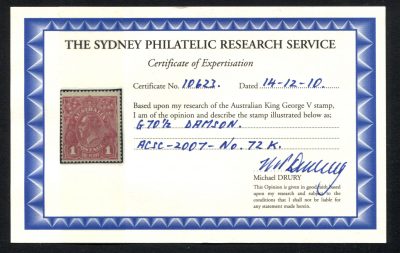 THE SYDNEY PHILATELIC RESEARCH SERVICE
Certificate of Expertisation
Certificate No. 10623. Dated 14-12-10.
Based upon my research of the Australian King George V stamp,
I am of the opinion and describe the stamp illustrated below as:
G70½ DAMSON.
ACSC-2007-No. 72K.
Michael DRURY
This Opinion is given in good faith based
upon my research and subject to the
conditions that I shall not be liable for
any statement made herein.
AUSTRALIA
1 1